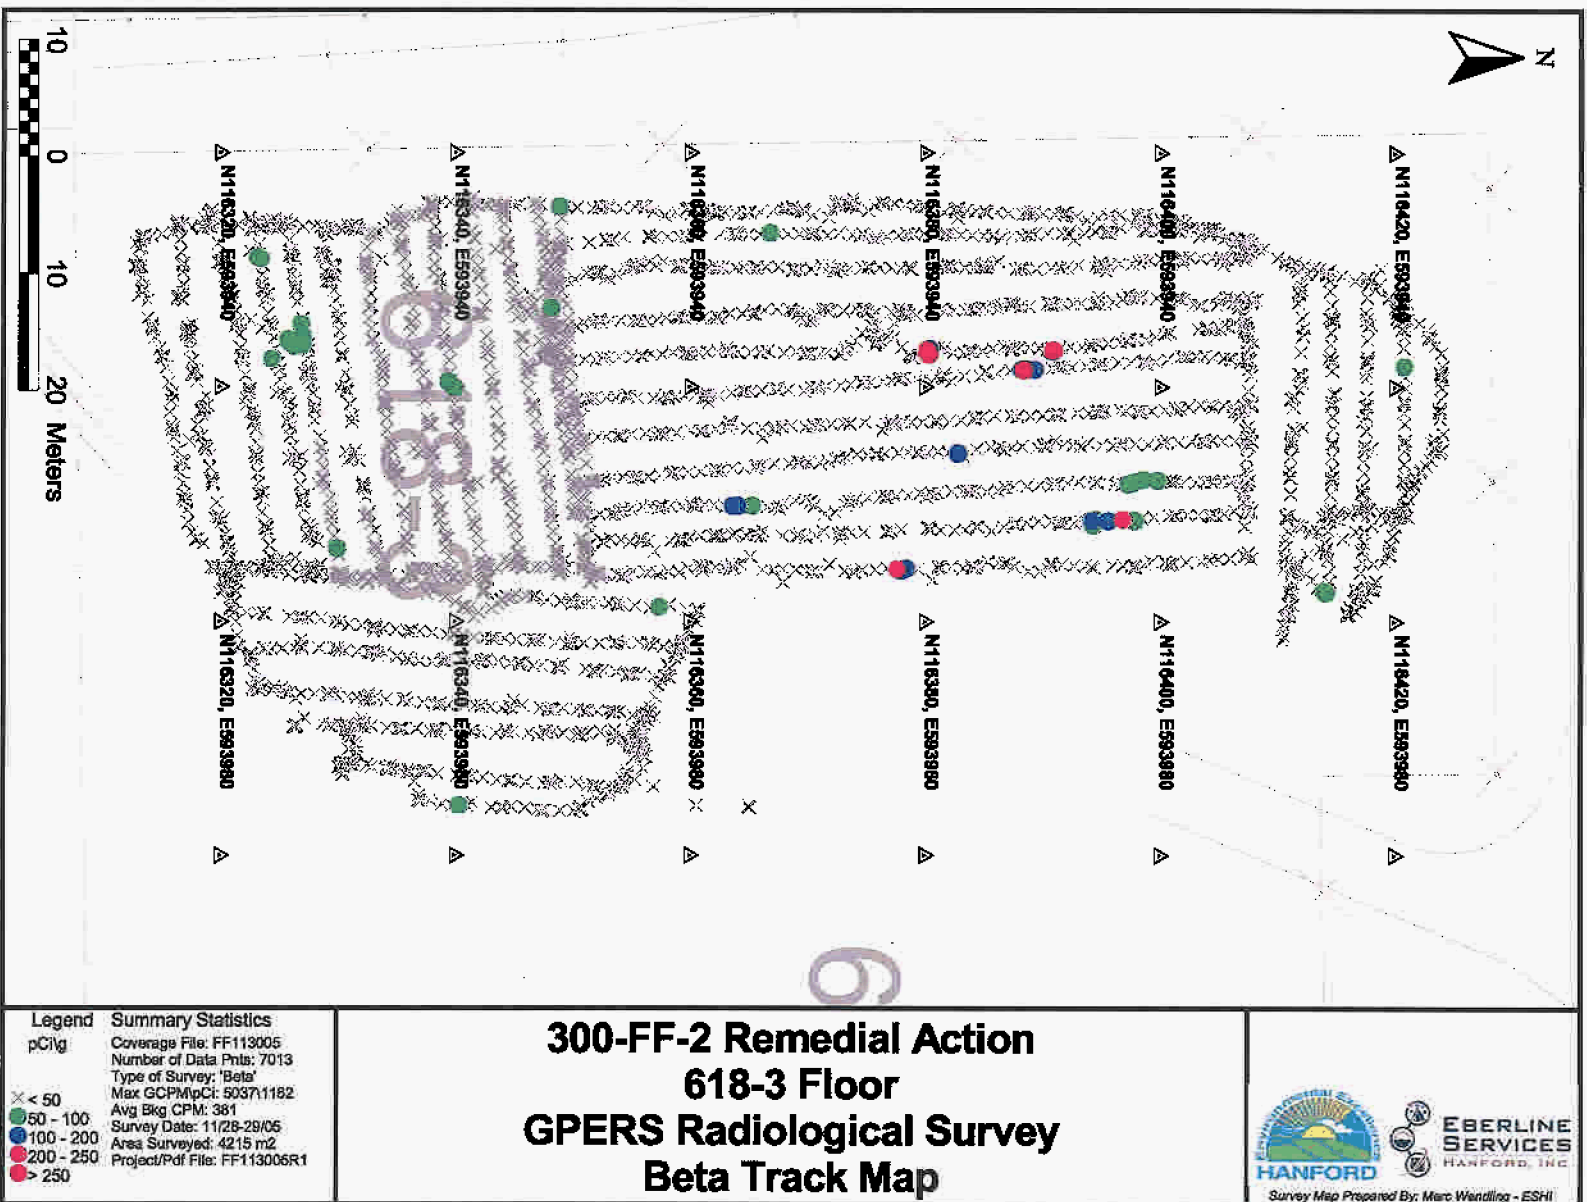 10
0
10
20 Meters
N
N116320, E593940
N116340, E593940
N116360, E593940
N116380, E593940
N116400, E593940
N116420, E593940
618-3
N116320, E593980
N116340, E593980
N116360, E593980
N116380, E593980
N116400, E593980
N116420, E593980
6
Legend
pCi\g
< 50
50 - 100
100 - 200
200 - 250
> 250
Summary Statistics
Coverage File: FF113005
Number of Data Pnts: 7013
Type of Survey: 'Beta'
Max GCPM\pCi: 5037\1182
Avg Bkg CPM: 381
Survey Date: 11/28-29/05
Area Surveyed: 4215 m2
Project/Pdf File: FF113005R1
300-FF-2 Remedial Action
618-3 Floor
GPERS Radiological Survey
Beta Track Map
HANFORD
EBERLINE
SERVICES
HANFORD, INC
Survey Map Prepared By: Marc Wendling - ESHI